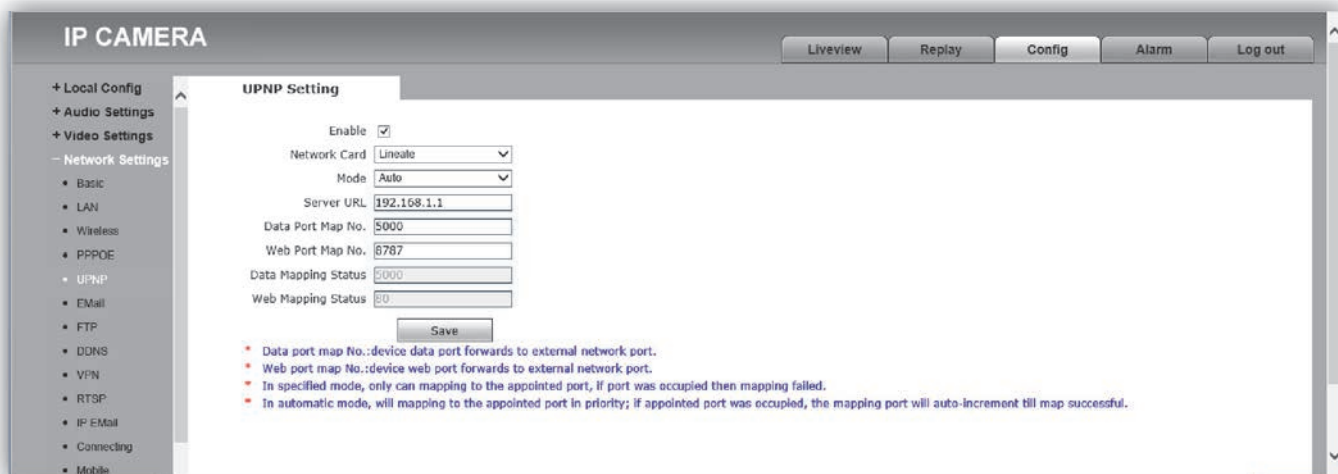 IP CAMERA
Liveview Replay Config Alarm Log out
+ Local Config
+ Audio Settings
+ Video Settings
− Network Settings
• Basic
• LAN
• Wireless
• PPPOE
• UPNP
• EMail
• FTP
• DDNS
• VPN
• RTSP
• IP EMail
• Connecting
• Mobile
UPNP Setting
Enable
Network Card Lineate
Mode Auto
Server URL 192.168.1.1
Data Port Map No. 5000
Web Port Map No. 8787
Data Mapping Status 5000
Web Mapping Status 80
Save
* Data port map No.:device data port forwards to external network port.
* Web port map No.:device web port forwards to external network port.
* In specified mode, only can mapping to the appointed port, if port was occupied then mapping failed.
* In automatic mode, will mapping to the appointed port in priority; if appointed port was occupied, the mapping port will auto-increment till map successful.